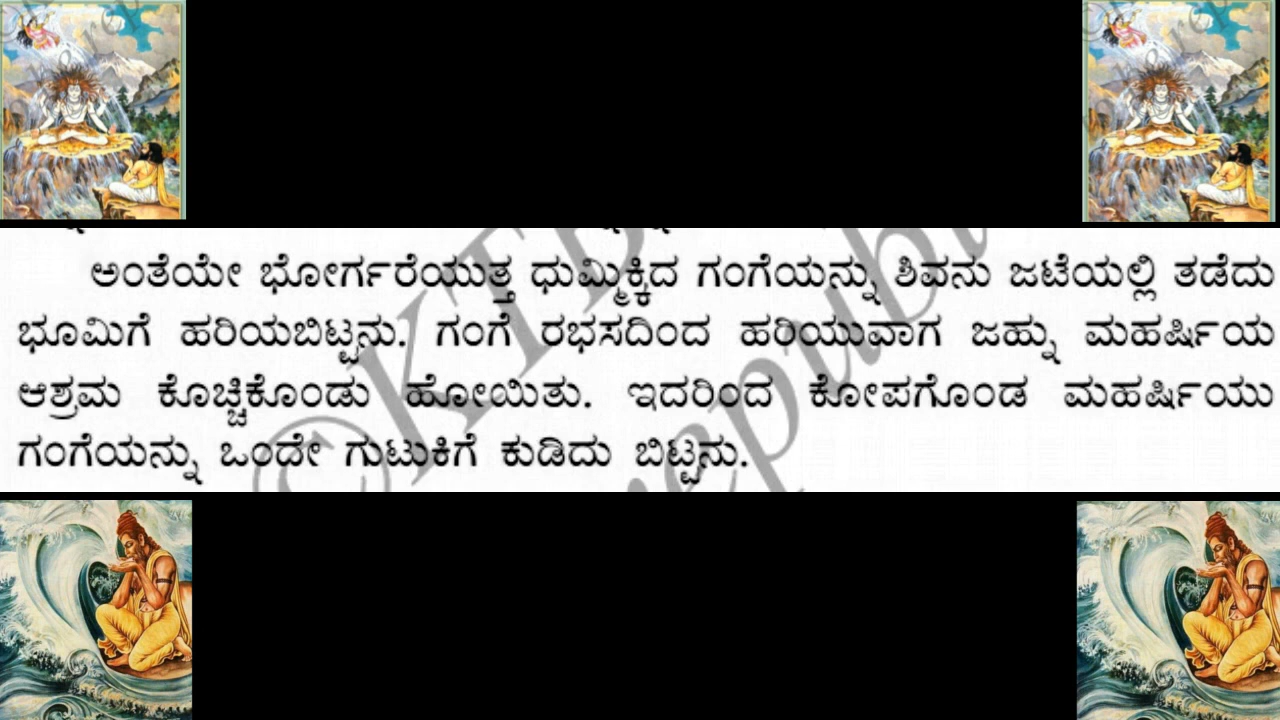 ಅಂತೆಯೇ ಭೋರ್ಗರೆಯುತ್ತ ಧುಮ್ಮಿಕ್ಕಿದ ಗಂಗೆಯನ್ನು ಶಿವನು ಜಟೆಯಲ್ಲಿ ತಡೆದು
ಭೂಮಿಗೆ ಹರಿಯಬಿಟ್ಟನು. ಗಂಗೆ ರಭಸದಿಂದ ಹರಿಯುವಾಗ ಜಹ್ನು ಮಹರ್ಷಿಯ
ಆಶ್ರಮ ಕೊಚ್ಚಿಕೊಂಡು ಹೋಯಿತು. ಇದರಿಂದ ಕೋಪಗೊಂಡ ಮಹರ್ಷಿಯು
ಗಂಗೆಯನ್ನು ಒಂದೇ ಗುಟುಕಿಗೆ ಕುಡಿದು ಬಿಟ್ಟನು.